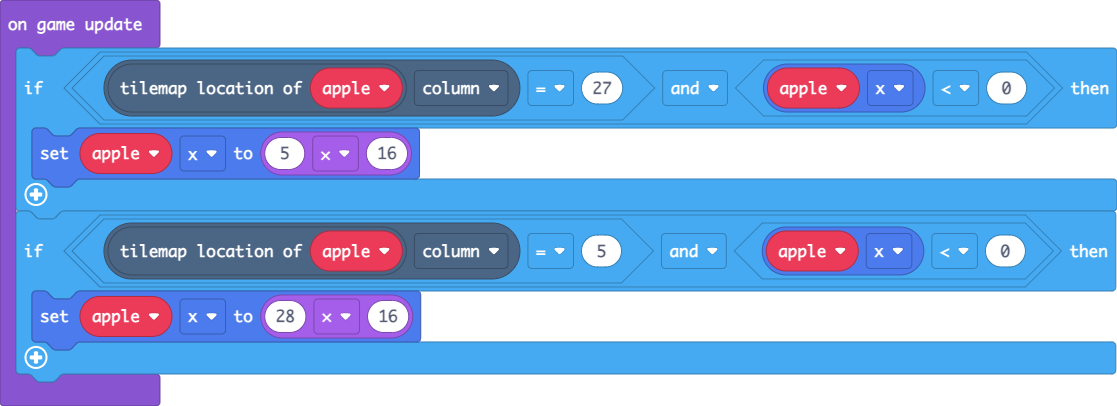 on game update
if tilemap location of apple column = 27 and apple x < 0 then
set apple x to 5 x 16
if tilemap location of apple column = 5 and apple x < 0 then
set apple x to 28 x 16